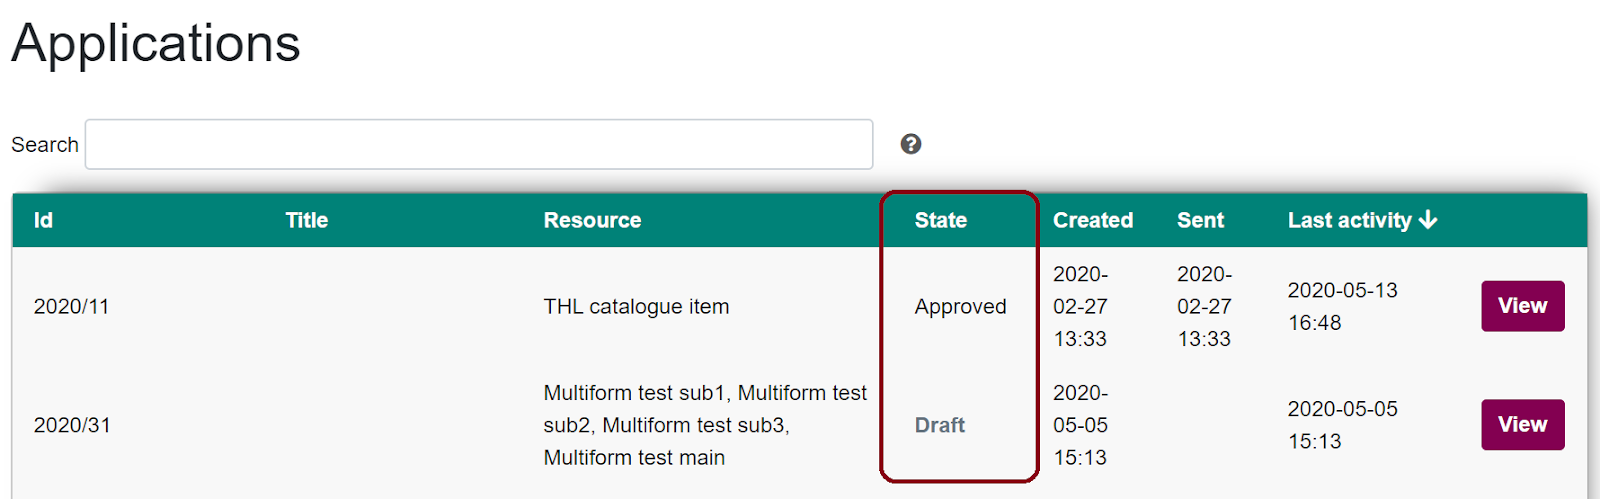 Applications
Search
Id Title Resource State Created Sent Last activity
2020/11 THL catalogue item Approved 2020-02-27 13:33 2020-02-27 13:33 2020-05-13 16:48 View
2020/31 Multiform test sub1, Multiform test sub2, Multiform test sub3, Multiform test main Draft 2020-05-05 15:13 2020-05-05 15:13 View